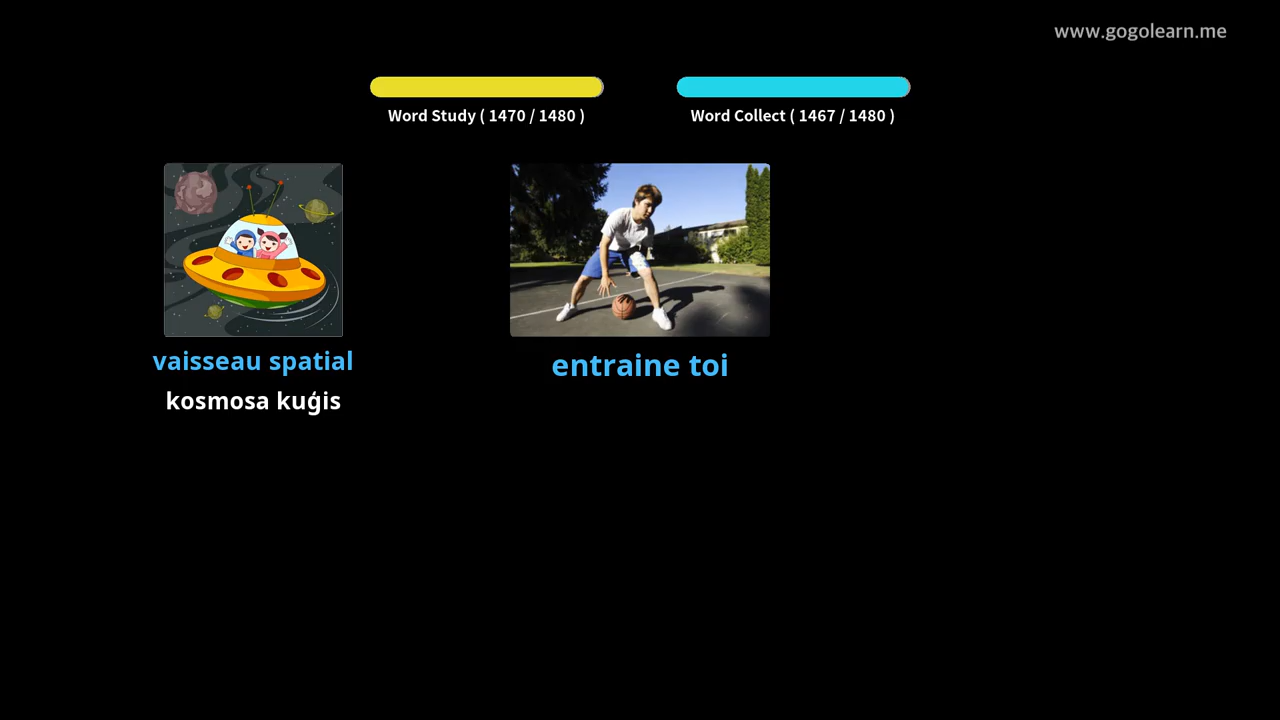 www.gogolearn.me
Word Study ( 1470 / 1480 )
Word Collect ( 1467 / 1480 )
vaisseau spatial
kosmosa kuģis
entraine toi